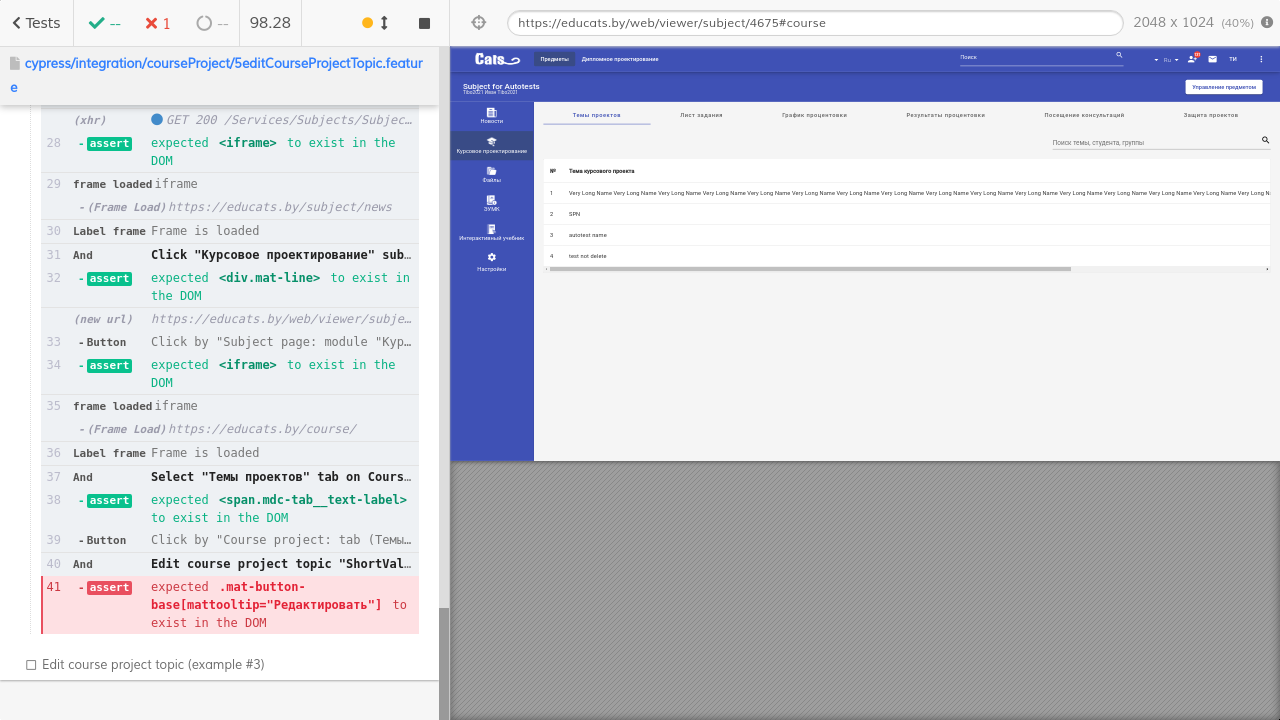 Tests
--
1
--
98.28
https://educats.by/web/viewer/subject/4675#course
2048 x 1024 (40%)
cypress/integration/courseProject/5editCourseProjectTopic.featur
e
(xhr) GET 200 /Services/Subjects/Subjec…
28 -assert expected <iframe> to exist in the
DOM
29 frame loaded iframe
-(Frame Load) https://educats.by/subject/news
30 Label frame Frame is loaded
31 And Click "Курсовое проектирование" sub…
32 -assert expected <div.mat-line> to exist in
the DOM
(new url) https://educats.by/web/viewer/subje…
33 -Button Click by "Subject page: module "Кур…
34 -assert expected <iframe> to exist in the
DOM
35 frame loaded iframe
-(Frame Load) https://educats.by/course/
36 Label frame Frame is loaded
37 And Select "Темы проектов" tab on Cours…
38 -assert expected <span.mdc-tab__text-label>
to exist in the DOM
39 -Button Click by "Course project: tab (Темы…
40 And Edit course project topic "ShortVal…
41 -assert expected .mat-button-
base[mattooltip="Редактировать"] to
exist in the DOM
Edit course project topic (example #3)
Cats
Предметы
Дипломное проектирование
Поиск
Ru
ТИ
Subject for Autotests
Управление предметом
Новости
Курсовое проектирование
Файлы
ЭУМК
Интерактивный учебник
Настройки
Темы проектов
Лист задания
График процентовки
Результаты процентовки
Посещение консультаций
Защита проектов
Поиск темы, студента, группы
№ Тема курсового проекта
1 Very Long Name Very Long Name Very Long Name Very Long Name Very Long Name Very Long Name Very Long Name Very Long Name Very Long Name Very Long Name Very Long Name Very Long Name Very Long Name Very Long Name Very Long Name Very Long N
2 SPN
3 autotest name
4 test not delete